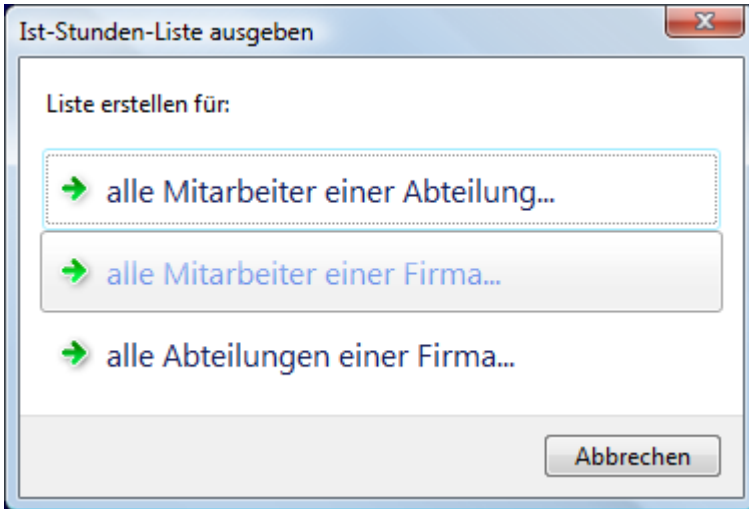 Ist-Stunden-Liste ausgeben
Liste erstellen für:
alle Mitarbeiter einer Abteilung...
alle Mitarbeiter einer Firma...
alle Abteilungen einer Firma...
Abbrechen